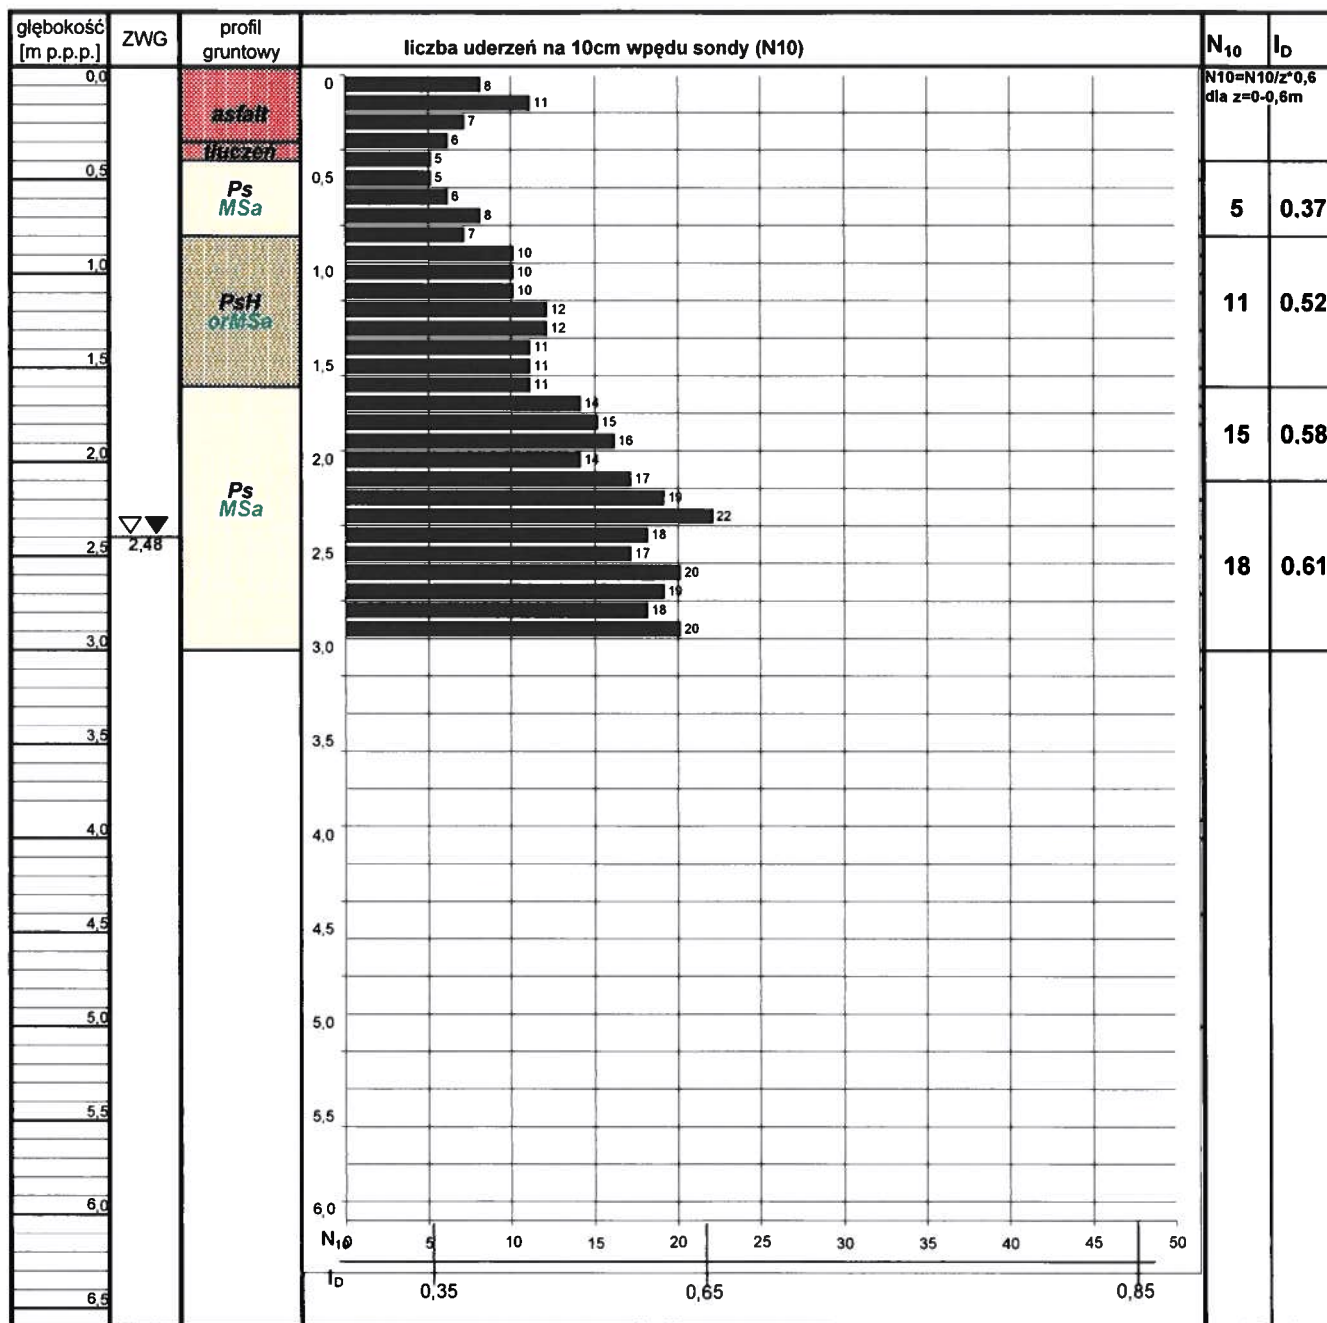 głębokość
[m p.p.p.]
ZWG
profil
gruntowy
liczba uderzeń na 10cm wpędu sondy (N10)
N10
ID
N10=N10/z*0,6
dla z=0-0,6m
0,0
0,5
1,0
1,5
2,0
2,5
3,0
3,5
4,0
4,5
5,0
5,5
6,0
6,5
2,48
asfalt
tłuczeń
Ps
MSa
PsH
orMSa
Ps
MSa
0
0,5
1,0
1,5
2,0
2,5
3,0
3,5
4,0
4,5
5,0
5,5
6,0
8
11
7
6
5
5
6
8
7
10
10
10
12
12
11
11
11
14
15
16
14
17
19
22
18
17
20
19
18
20
5 0.37
11 0.52
15 0.58
18 0.61
N10
0 5 10 15 20 25 30 35 40 45 50
ID
0,35 0,65 0,85